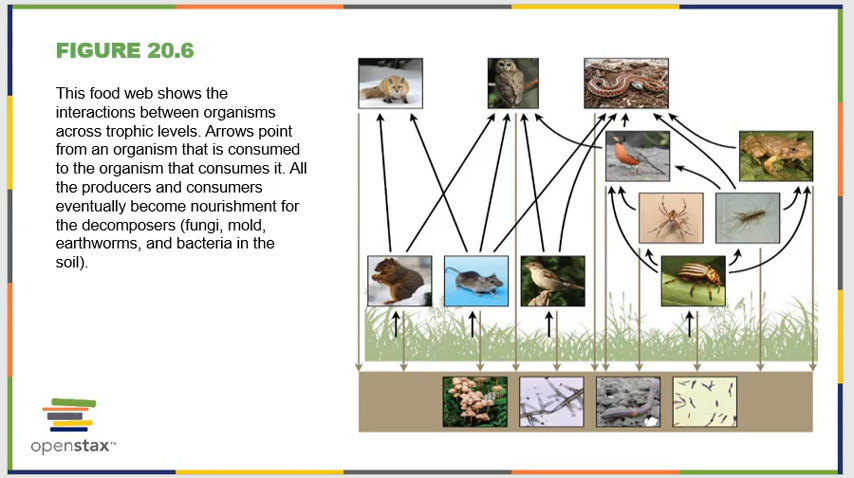 FIGURE 20.6
This food web shows the
interactions between organisms
across trophic levels. Arrows point
from an organism that is consumed
to the organism that consumes it. All
the producers and consumers
eventually become nourishment for
the decomposers (fungi, mold,
earthworms, and bacteria in the
soil).
openstax™